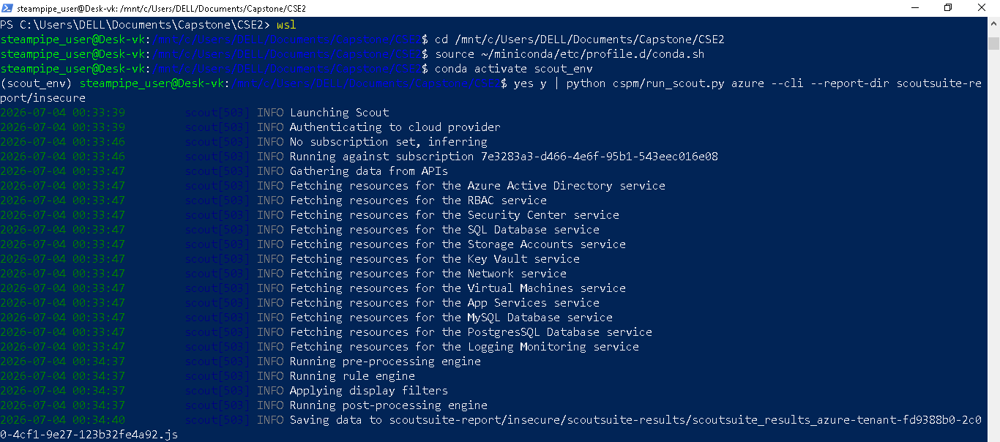 steampipe_user@Desk-vk: /mnt/c/Users/DELL/Documents/Capstone/CSE2
PS C:\Users\DELL\Documents\Capstone\CSE2> wsl
steampipe_user@Desk-vk:/mnt/c/Users/DELL/Documents/Capstone/CSE2$ cd /mnt/c/Users/DELL/Documents/Capstone/CSE2
steampipe_user@Desk-vk:/mnt/c/Users/DELL/Documents/Capstone/CSE2$ source ~/miniconda/etc/profile.d/conda.sh
steampipe_user@Desk-vk:/mnt/c/Users/DELL/Documents/Capstone/CSE2$ conda activate scout_env
(scout_env) steampipe_user@Desk-vk:/mnt/c/Users/DELL/Documents/Capstone/CSE2$ yes y | python cspm/run_scout.py azure --cli --report-dir scoutsuite-re
port/insecure
2026-07-04 00:33:39 scout[503] INFO Launching Scout
2026-07-04 00:33:39 scout[503] INFO Authenticating to cloud provider
2026-07-04 00:33:46 scout[503] INFO No subscription set, inferring
2026-07-04 00:33:46 scout[503] INFO Running against subscription 7e3283a3-d466-4e6f-95b1-543eec016e08
2026-07-04 00:33:47 scout[503] INFO Gathering data from APIs
2026-07-04 00:33:47 scout[503] INFO Fetching resources for the Azure Active Directory service
2026-07-04 00:33:47 scout[503] INFO Fetching resources for the RBAC service
2026-07-04 00:33:47 scout[503] INFO Fetching resources for the Security Center service
2026-07-04 00:33:47 scout[503] INFO Fetching resources for the SQL Database service
2026-07-04 00:33:47 scout[503] INFO Fetching resources for the Storage Accounts service
2026-07-04 00:33:47 scout[503] INFO Fetching resources for the Key Vault service
2026-07-04 00:33:47 scout[503] INFO Fetching resources for the Network service
2026-07-04 00:33:47 scout[503] INFO Fetching resources for the Virtual Machines service
2026-07-04 00:33:47 scout[503] INFO Fetching resources for the App Services service
2026-07-04 00:33:47 scout[503] INFO Fetching resources for the MySQL Database service
2026-07-04 00:33:47 scout[503] INFO Fetching resources for the PostgresSQL Database service
2026-07-04 00:33:47 scout[503] INFO Fetching resources for the Logging Monitoring service
2026-07-04 00:34:37 scout[503] INFO Running pre-processing engine
2026-07-04 00:34:37 scout[503] INFO Running rule engine
2026-07-04 00:34:37 scout[503] INFO Applying display filters
2026-07-04 00:34:37 scout[503] INFO Running post-processing engine
2026-07-04 00:34:40 scout[503] INFO Saving data to scoutsuite-report/insecure/scoutsuite-results/scoutsuite_results_azure-tenant-fd9388b0-2c0
0-4cf1-9e27-123b32fe4a92.js